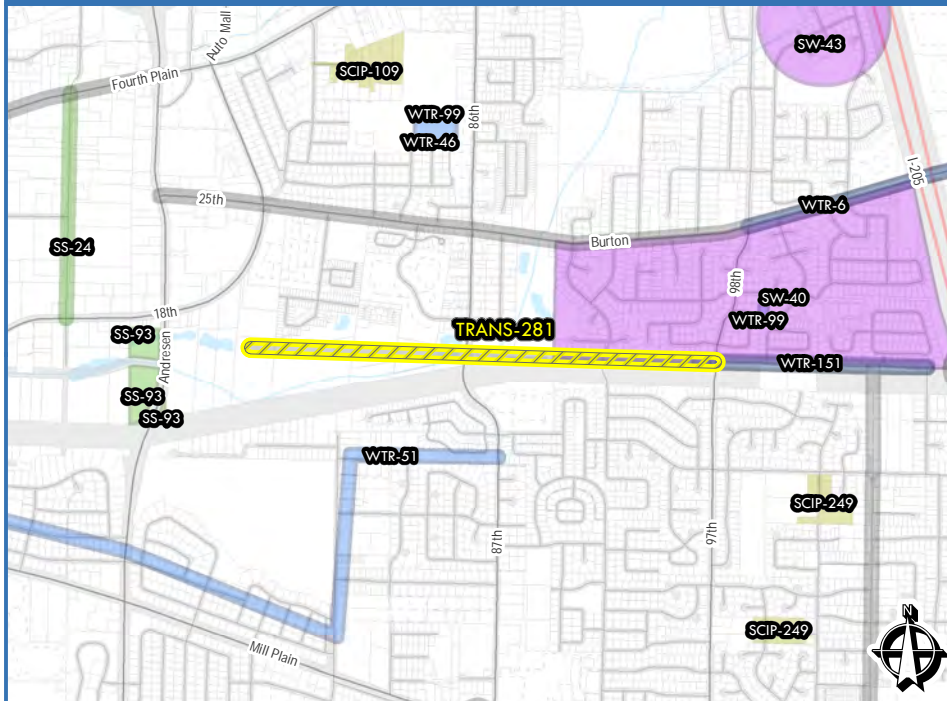 Auto Mall
SW-43
Fourth Plain
SCIP-109
WTR-99
WTR-46
86th
I-205
25th
WTR-6
Burton
SS-24
98th
SW-40
WTR-99
18th
TRANS-281
SS-93
Andresen
WTR-151
SS-93
SS-93
WTR-51
SCIP-249
87th
97th
SCIP-249
Mill Plain
N